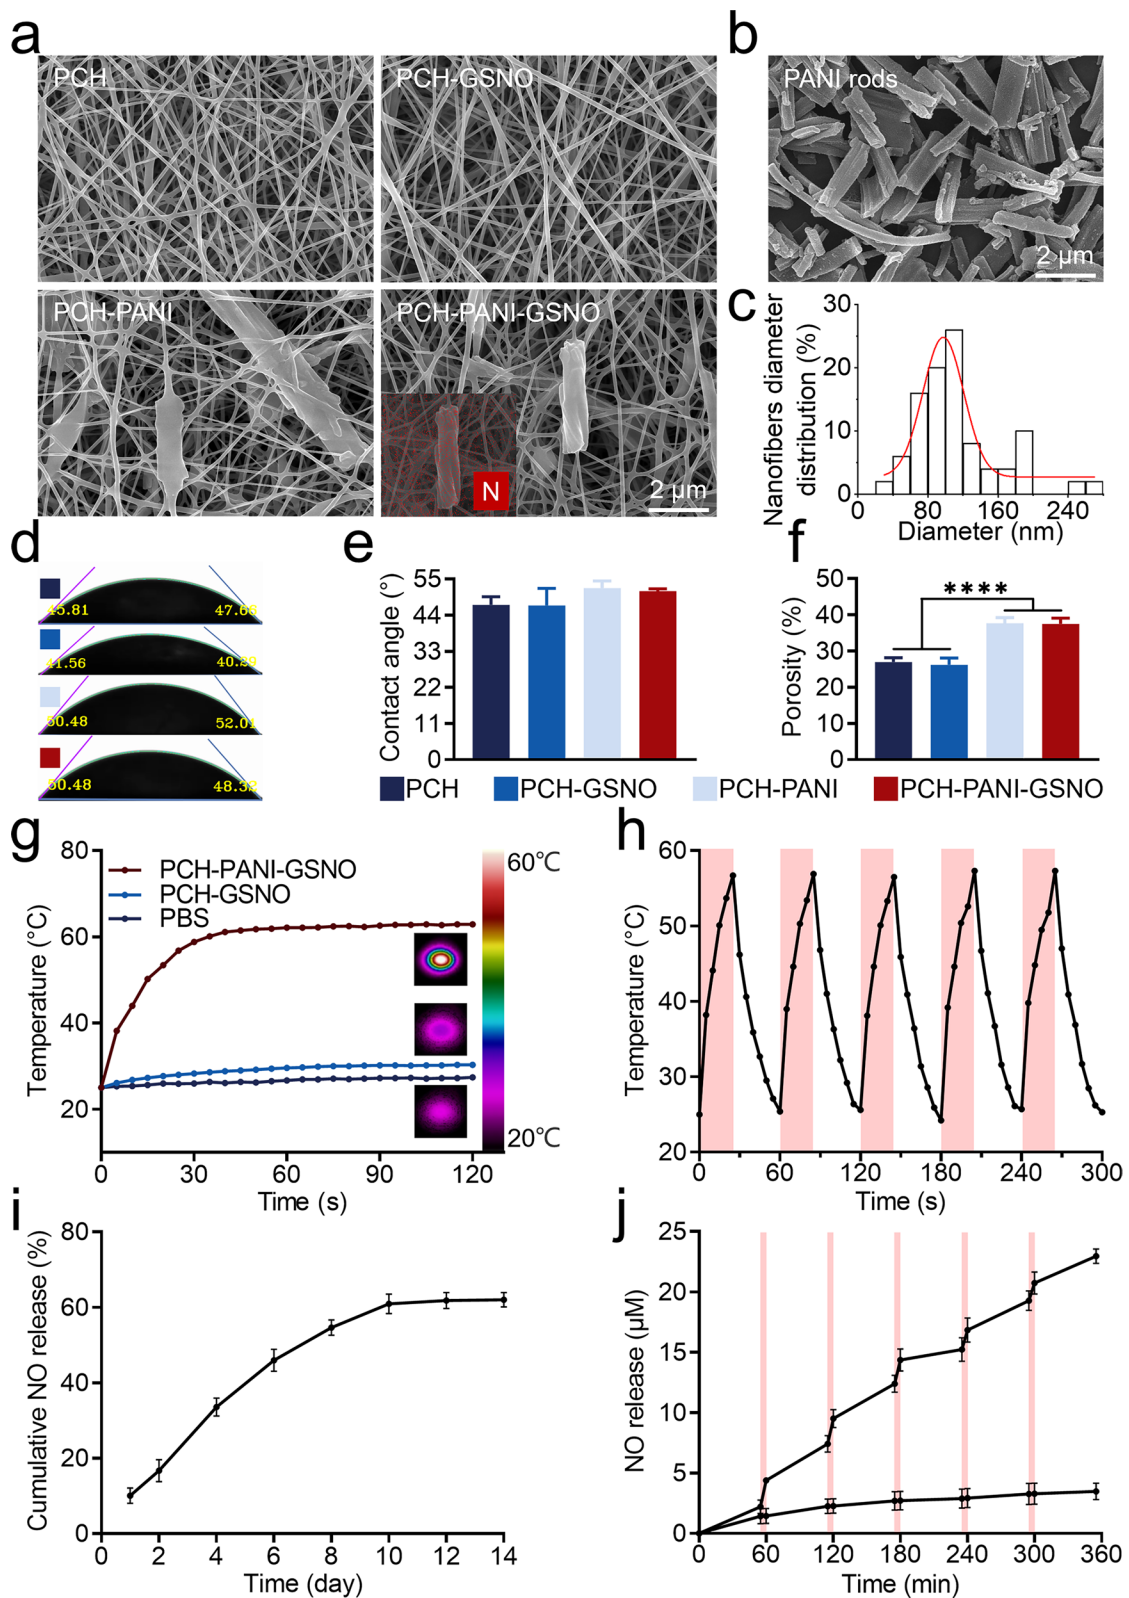 a
PCH
PCH-GSNO
PCH-PANI
PCH-PANI-GSNO
N
2 µm
b
PANI rods
2 µm
c
Nanofibers diameter
distribution (%)
30
20
10
0
0
80
160
240
Diameter (nm)
d
45.81
47.66
41.56
40.29
50.48
52.01
50.48
48.32
e
Contact angle (°)
55
44
33
22
11
0
f
Porosity (%)
50
40
30
20
10
0
****
PCH
PCH-GSNO
PCH-PANI
PCH-PANI-GSNO
g
Temperature (°C)
80
60
40
20
PCH-PANI-GSNO
PCH-GSNO
PBS
60℃
20℃
0
30
60
90
120
Time (s)
h
Temperature (°C)
60
50
40
30
20
0
60
120
180
240
300
Time (s)
i
Cumulative NO release (%)
80
60
40
20
0
0
2
4
6
8
10
12
14
Time (day)
j
NO release (µM)
25
20
15
10
5
0
0
60
120
180
240
300
360
Time (min)